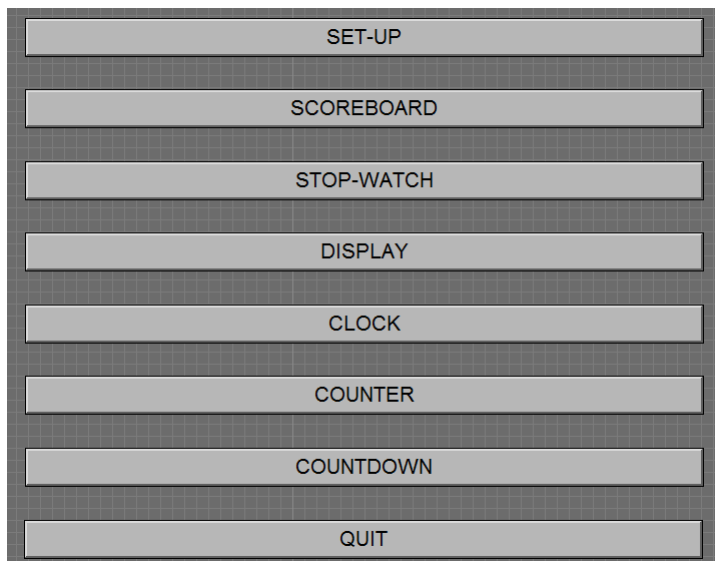 SET-UP
SCOREBOARD
STOP-WATCH
DISPLAY
CLOCK
COUNTER
COUNTDOWN
QUIT